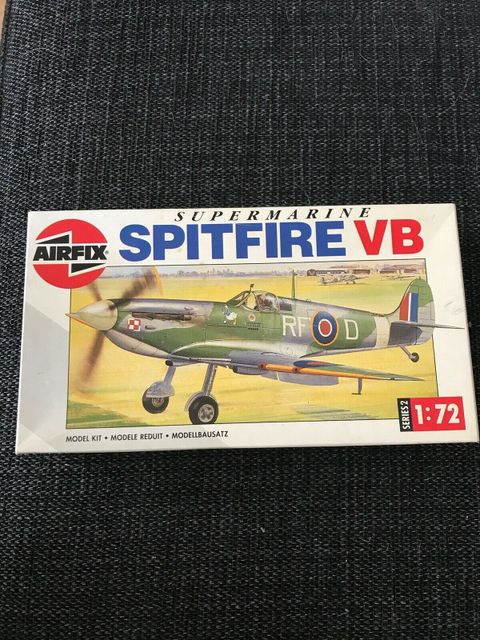 SUPERMARINE
AIRFIX
SPITFIRE VB
RF D
MODEL KIT • MODELE REDUIT • MODELLBAUSATZ
SERIES 2
1:72